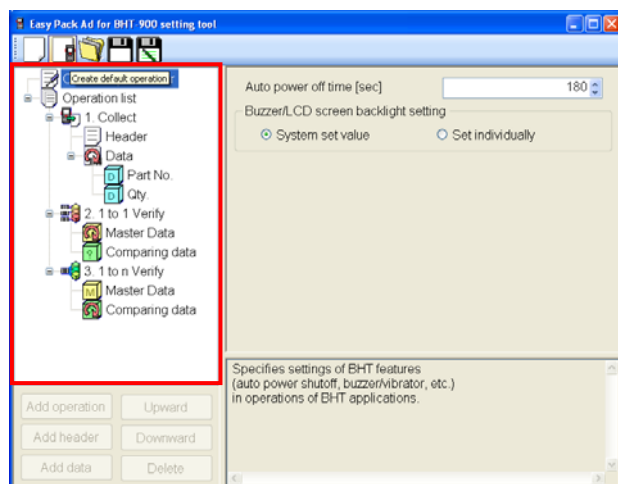 Easy Pack Ad for BHT-900 setting tool
Create default operation
Operation list
1. Collect
Header
Data
Part No.
Qty.
2. 1 to 1 Verify
Master Data
Comparing data
3. 1 to n Verify
Master Data
Comparing data
Add operation Upward
Add header Downward
Add data Delete
Auto power off time [sec] 180
Buzzer/LCD screen backlight setting
System set value Set individually
Specifies settings of BHT features
(auto power shutoff, buzzer/vibrator, etc.)
in operations of BHT applications.